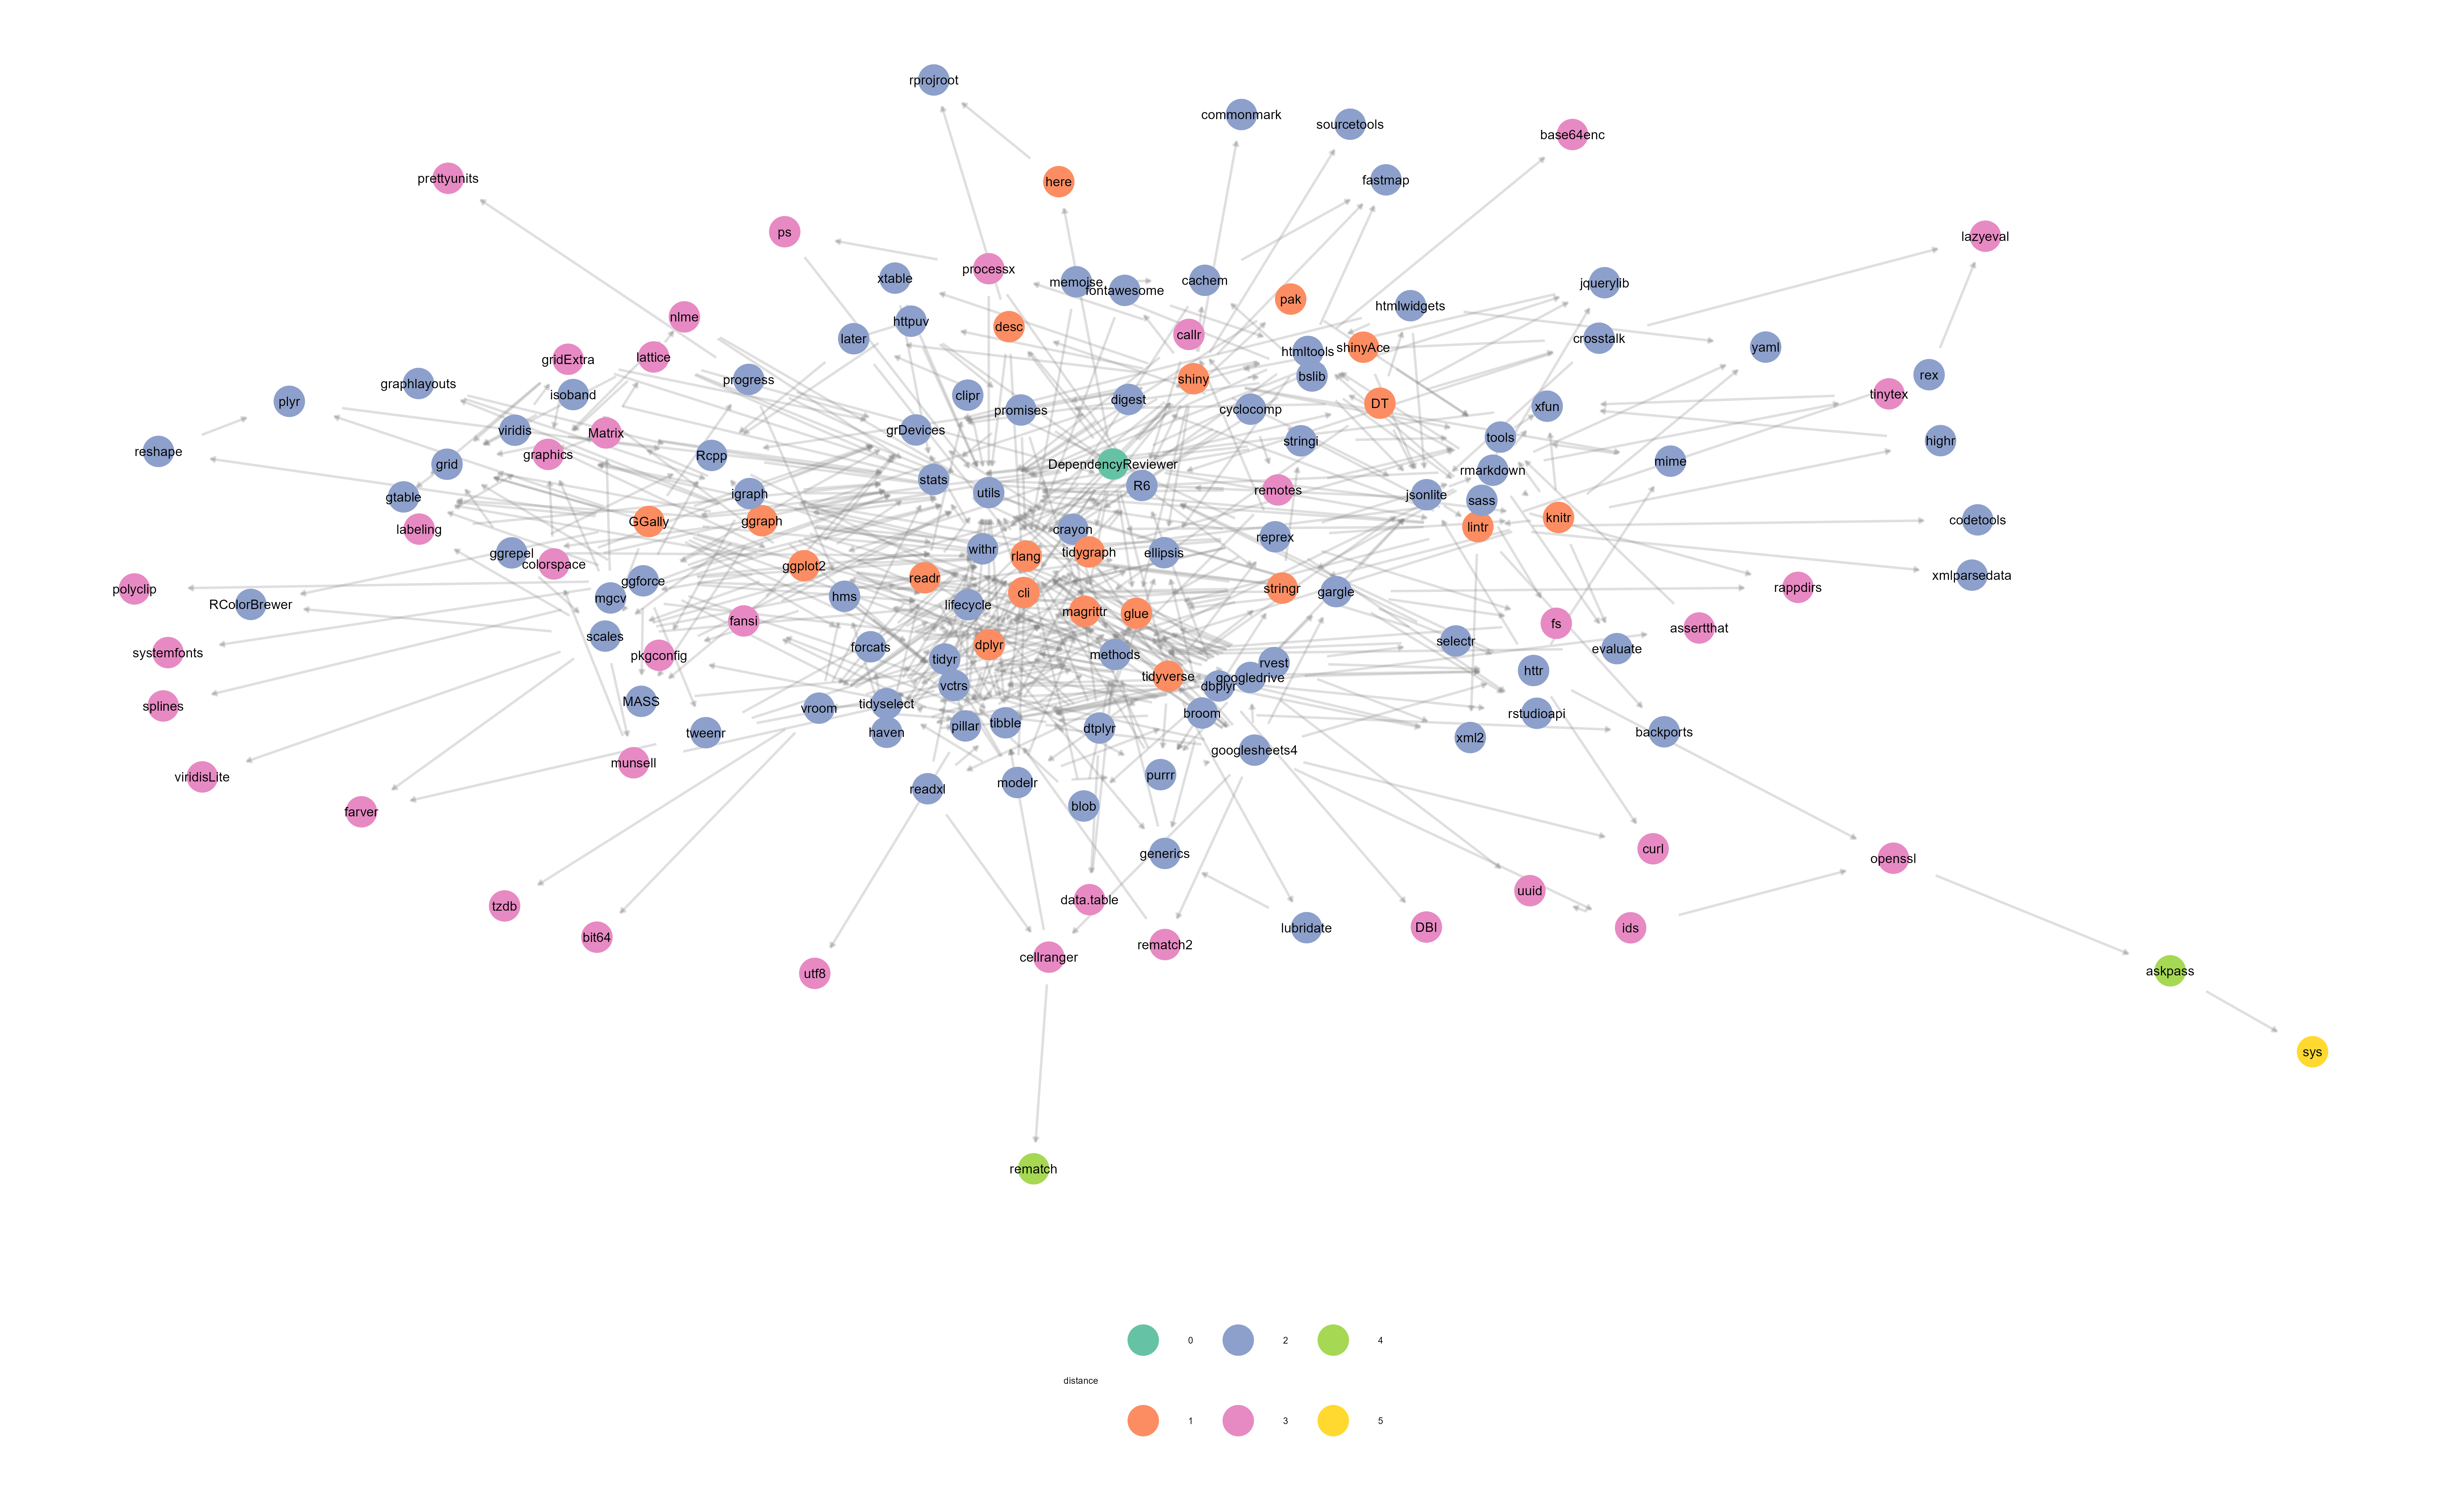 rprojroot
commonmark
sourcetools
base64enc
prettyunits
fastmap
here
ps
lazyeval
processx
xtable
memoise
fontawesome
cachem
jquerylib
pak
htmlwidgets
nlme
httpuv
desc
callr
later
crosstalk
shinyAce
yaml
htmltools
gridExtra
lattice
rex
bslib
shiny
progress
graphlayouts
isoband
clipr
tinytex
plyr
digest
DT
promises
cyclocomp
xfun
viridis
grDevices
Matrix
tools
stringi
highr
reshape
graphics
Rcpp
mime
grid
DependencyReviewer
rmarkdown
stats
R6
remotes
utils
igraph
jsonlite
gtable
sass
knitr
GGally
ggraph
codetools
lintr
labeling
crayon
reprex
withr
ggrepel
tidygraph
ellipsis
rlang
colorspace
ggplot2
xmlparsedata
readr
ggforce
rappdirs
polyclip
stringr
gargle
cli
hms
mgcv
RColorBrewer
lifecycle
magrittr
glue
fansi
fs
assertthat
scales
selectr
dplyr
forcats
evaluate
systemfonts
pkgconfig
methods
tidyr
rvest
httr
tidyverse
googledrive
vctrs
dbplyr
MASS
splines
tidyselect
vroom
broom
rstudioapi
tibble
pillar
dtplyr
backports
tweenr
haven
xml2
googlesheets4
munsell
purrr
viridisLite
modelr
readxl
blob
farver
curl
generics
openssl
uuid
data.table
tzdb
DBI
lubridate
ids
bit64
rematch2
cellranger
askpass
utf8
sys
rematch
0
2
4
distance
1
3
5